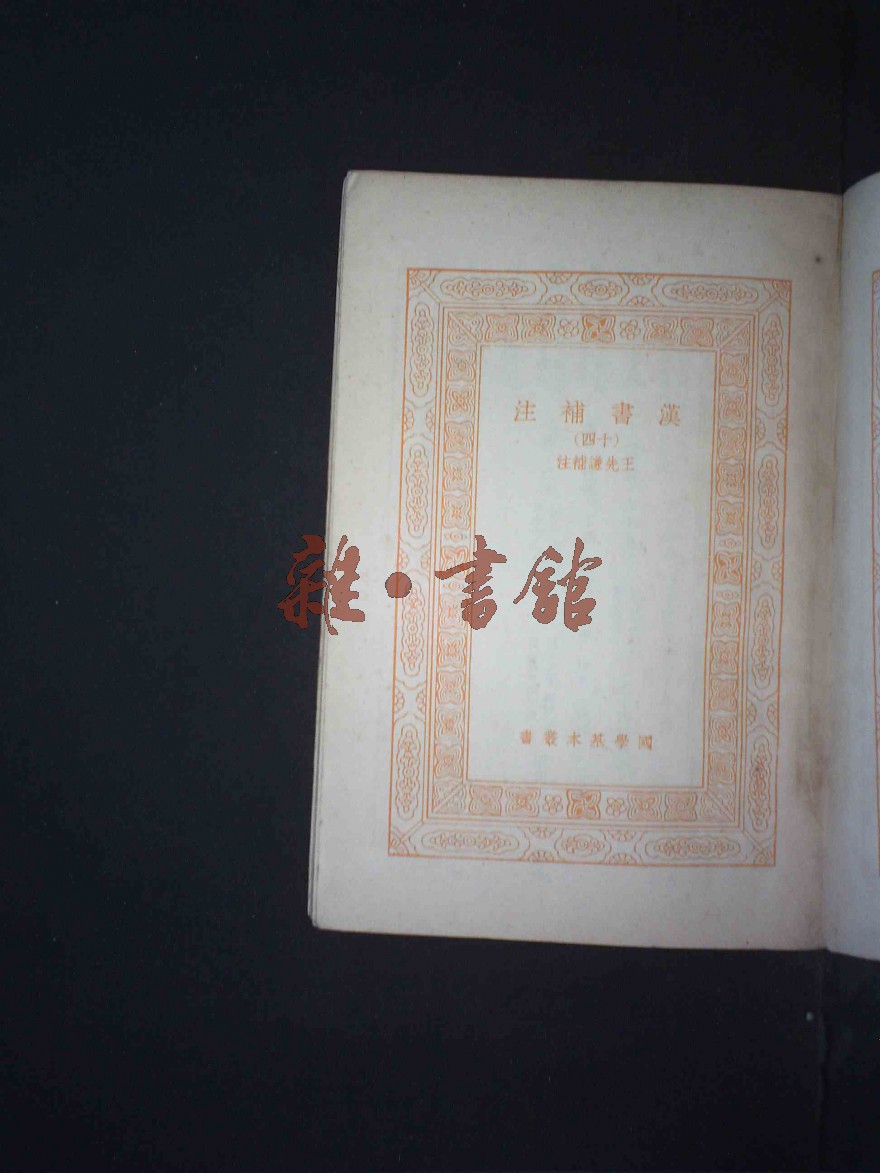 漢書補注
(十四)
王先謙補注
雜·書館
國學基本叢書